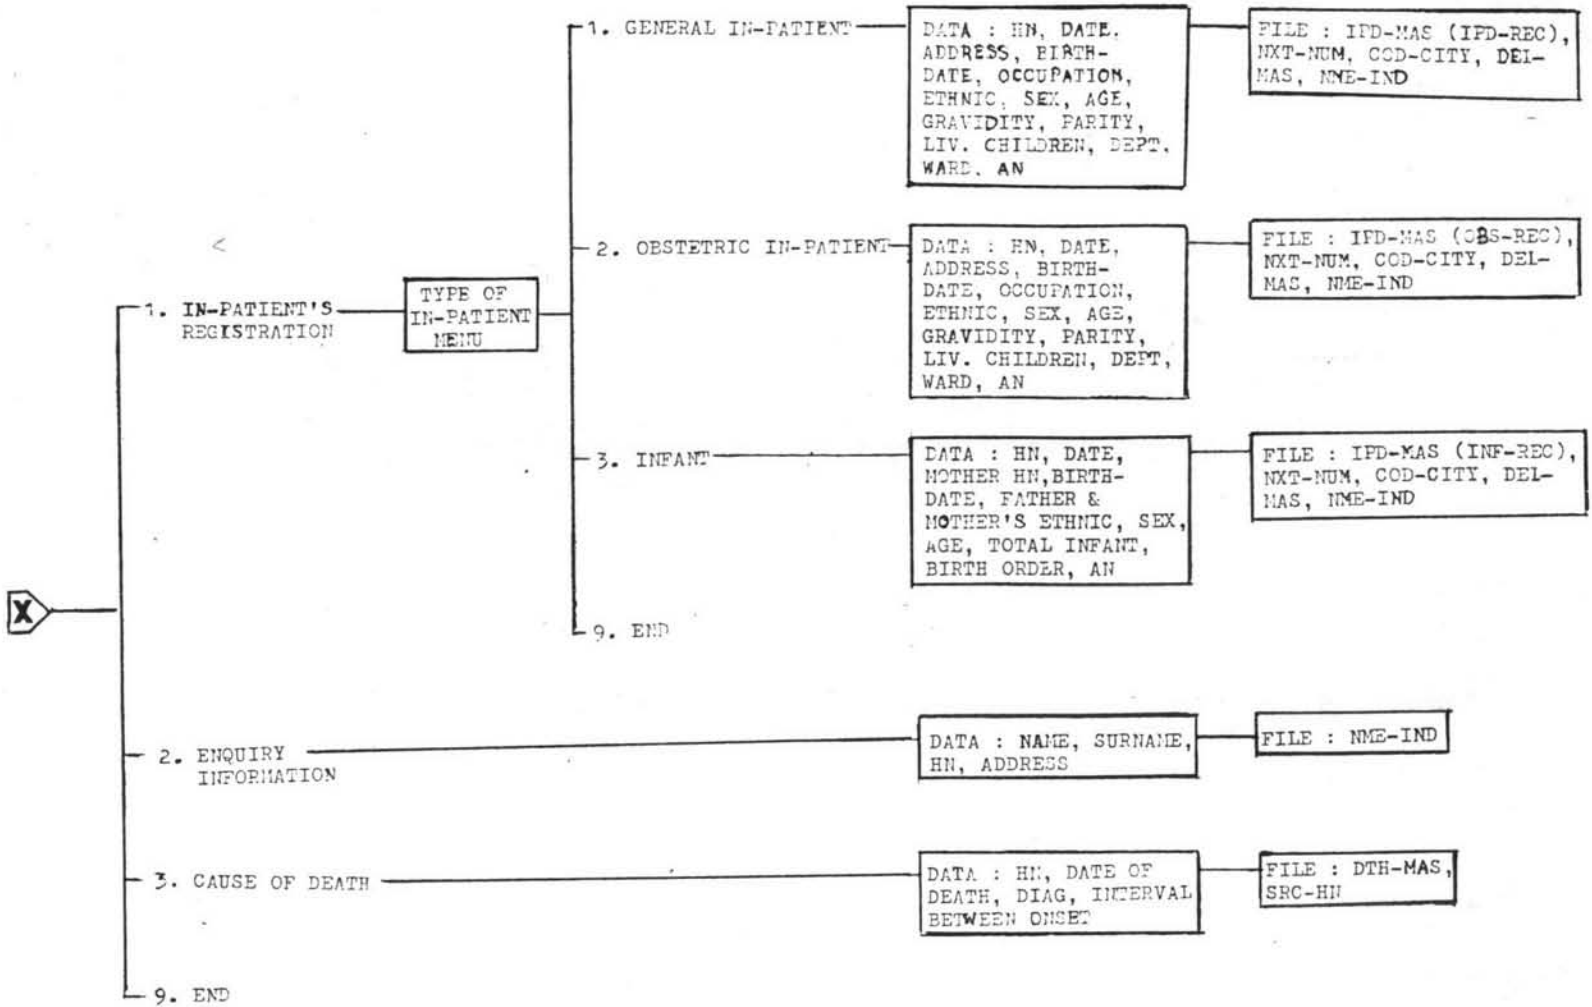 1. GENERAL IN-PATIENT
DATA : HN, DATE,
ADDRESS, BIRTH-
DATE, OCCUPATION,
ETHNIC, SEX, AGE,
GRAVIDITY, PARITY,
LIV. CHILDREN, DEPT,
WARD, AN
FILE : IPD-MAS (IPD-REC),
NXT-NUM, COD-CITY, DEL-
MAS, NME-IND
2. OBSTETRIC IN-PATIENT
DATA : HN, DATE,
ADDRESS, BIRTH-
DATE, OCCUPATION,
ETHNIC, SEX, AGE,
GRAVIDITY, PARITY,
LIV. CHILDREN, DEPT,
WARD, AN
FILE : IPD-MAS (OBS-REC),
NXT-NUM, COD-CITY, DEL-
MAS, NME-IND
1. IN-PATIENT'S
REGISTRATION
TYPE OF
IN-PATIENT
MENU
3. INFANT
DATA : HN, DATE,
MOTHER HN,BIRTH-
DATE, FATHER &
MOTHER'S ETHNIC, SEX,
AGE, TOTAL INFANT,
BIRTH ORDER, AN
FILE : IPD-MAS (INF-REC),
NXT-NUM, COD-CITY, DEL-
MAS, NME-IND
X
9. END
2. ENQUIRY
INFORMATION
DATA : NAME, SURNAME,
HN, ADDRESS
FILE : NME-IND
3. CAUSE OF DEATH
DATA : HN, DATE OF
DEATH, DIAG, INTERVAL
BETWEEN ONSET
FILE : DTH-MAS,
SRC-HN
9. END